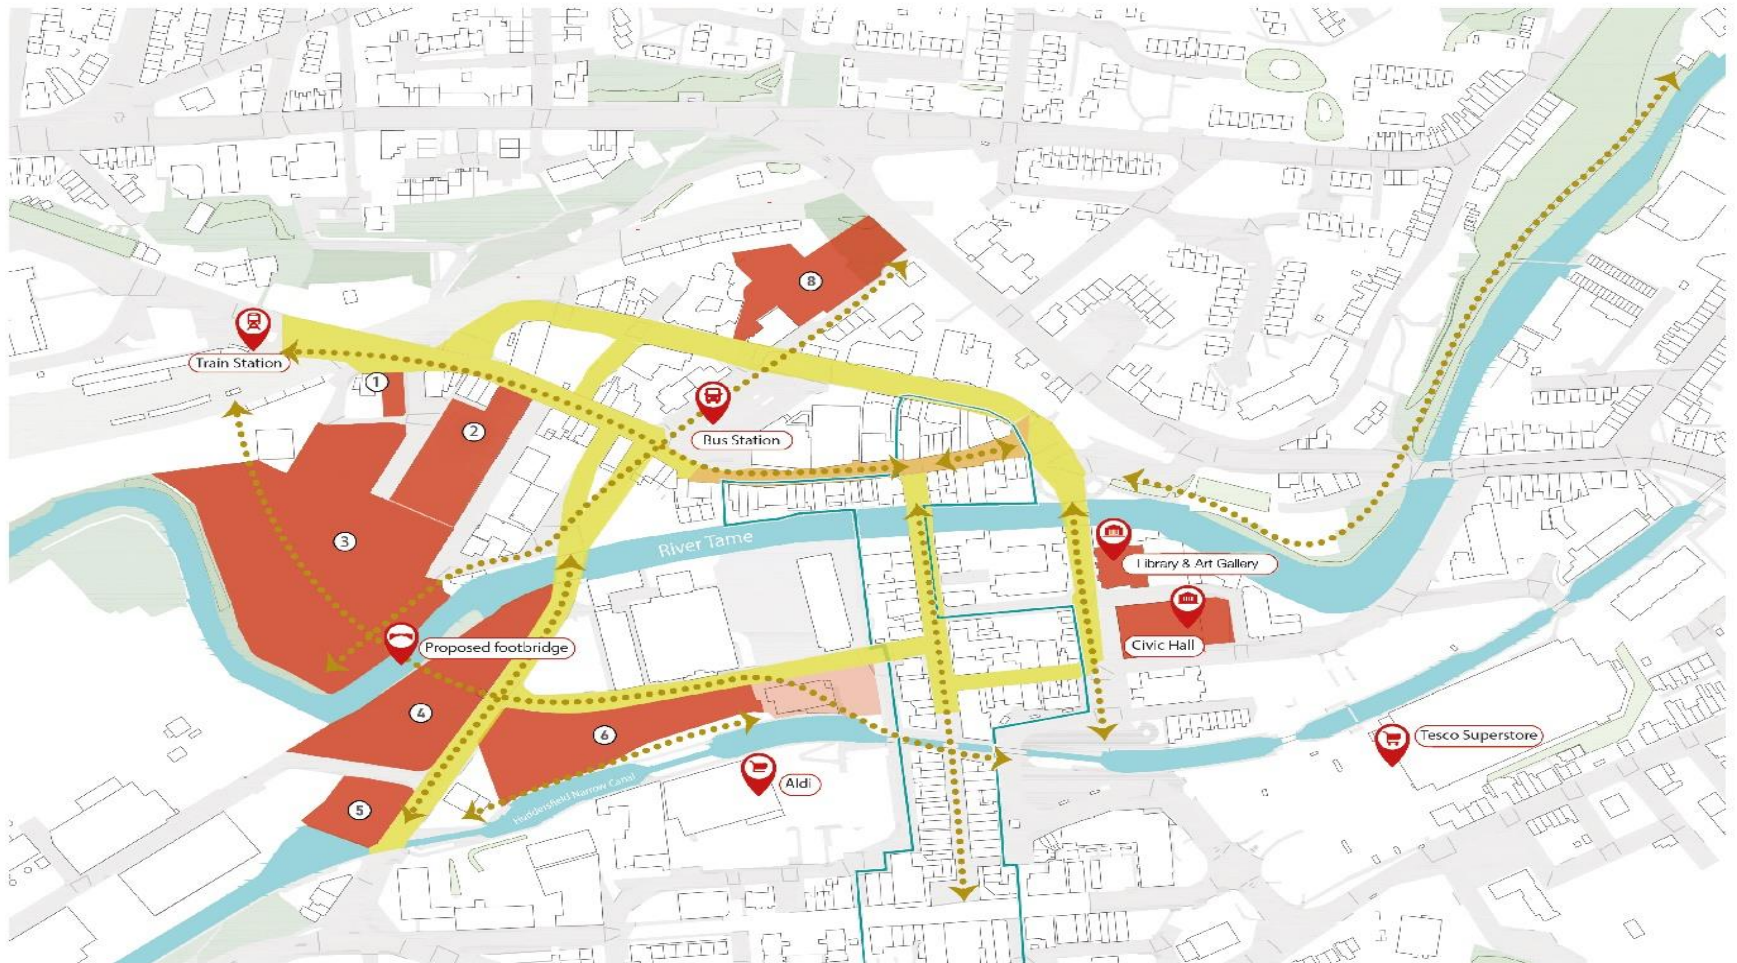 8
Train Station
1
Bus Station
2
3
River Tame
Library & Art Gallery
Proposed footbridge
Civic Hall
4
6
Tesco Superstore
Aldi
5
Huddersfield Narrow Canal